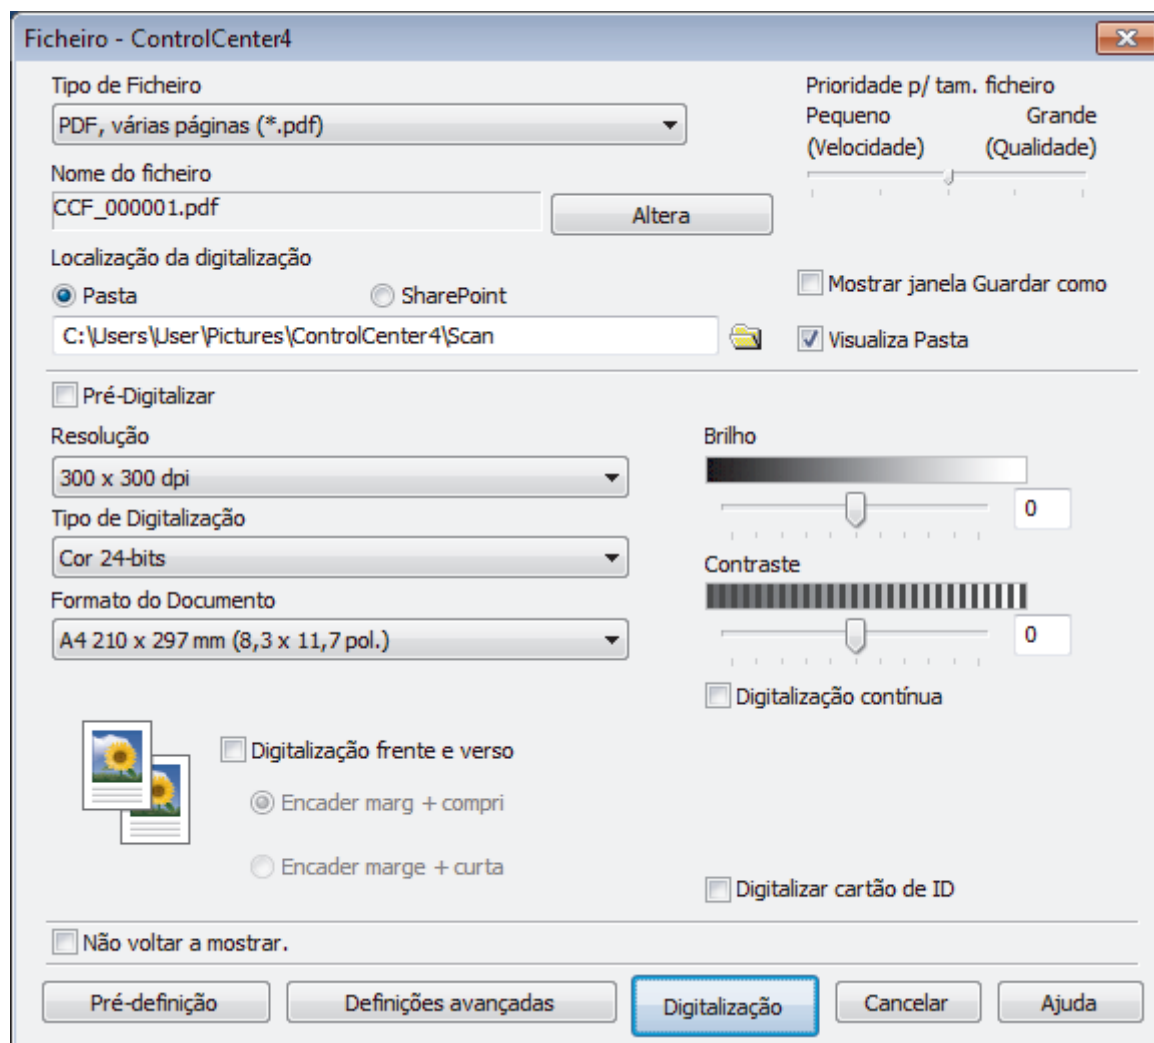 Ficheiro - ControlCenter4
Tipo de Ficheiro
PDF, várias páginas (*.pdf)
Prioridade p/ tam. ficheiro
Pequeno Grande
(Velocidade) (Qualidade)
Nome do ficheiro
CCF_000001.pdf
Altera
Localização da digitalização
Pasta SharePoint
Mostrar janela Guardar como
C:\Users\User\Pictures\ControlCenter4\Scan
Visualiza Pasta
Pré-Digitalizar
Resolução
300 x 300 dpi
Tipo de Digitalização
Cor 24-bits
Formato do Documento
A4 210 x 297 mm (8,3 x 11,7 pol.)
Brilho
0
Contraste
0
Digitalização contínua
Digitalização frente e verso
Encader marg + compri
Encader marge + curta
Digitalizar cartão de ID
Não voltar a mostrar.
Pré-definição Definições avançadas Digitalização Cancelar Ajuda